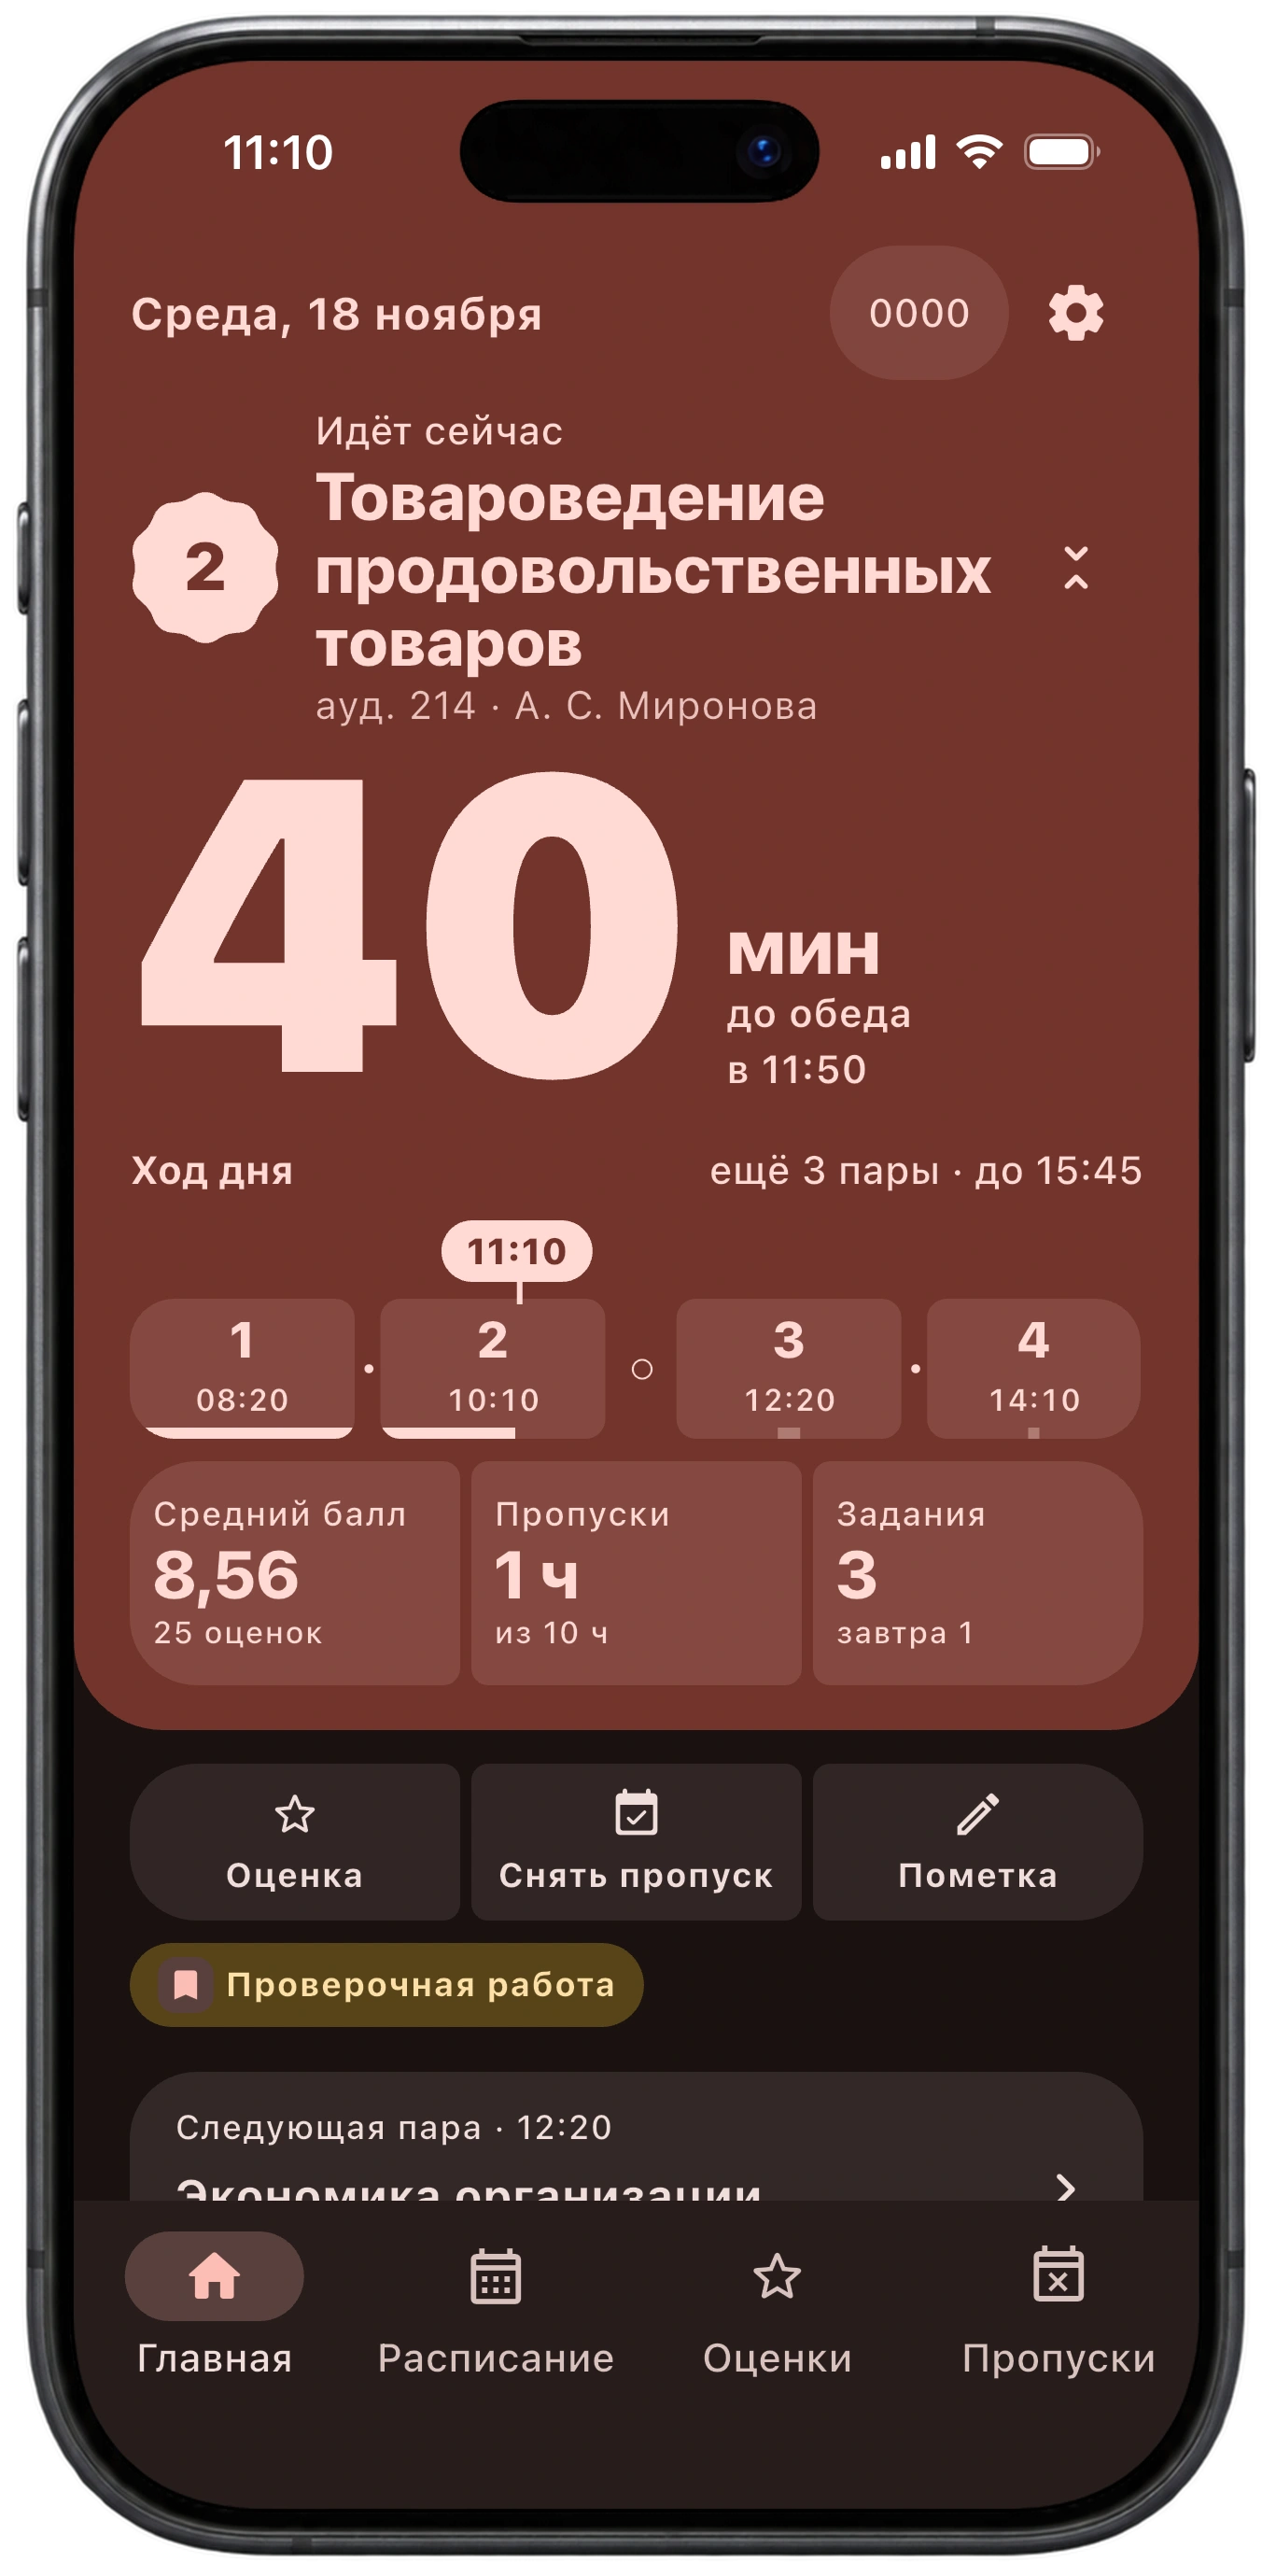 11:10
Среда, 18 ноября
0000
Идёт сейчас
2
Товароведение
продовольственных
товаров
ауд. 214 · А. С. Миронова
40
мин
до обеда
в 11:50
Ход дня
ещё 3 пары · до 15:45
11:10
1
08:20
2
10:10
3
12:20
4
14:10
Средний балл
8,56
25 оценок
Пропуски
1 ч
из 10 ч
Задания
3
завтра 1
Оценка
Снять пропуск
Пометка
Проверочная работа
Следующая пара · 12:20
Экономика организации
Главная
Расписание
Оценки
Пропуски